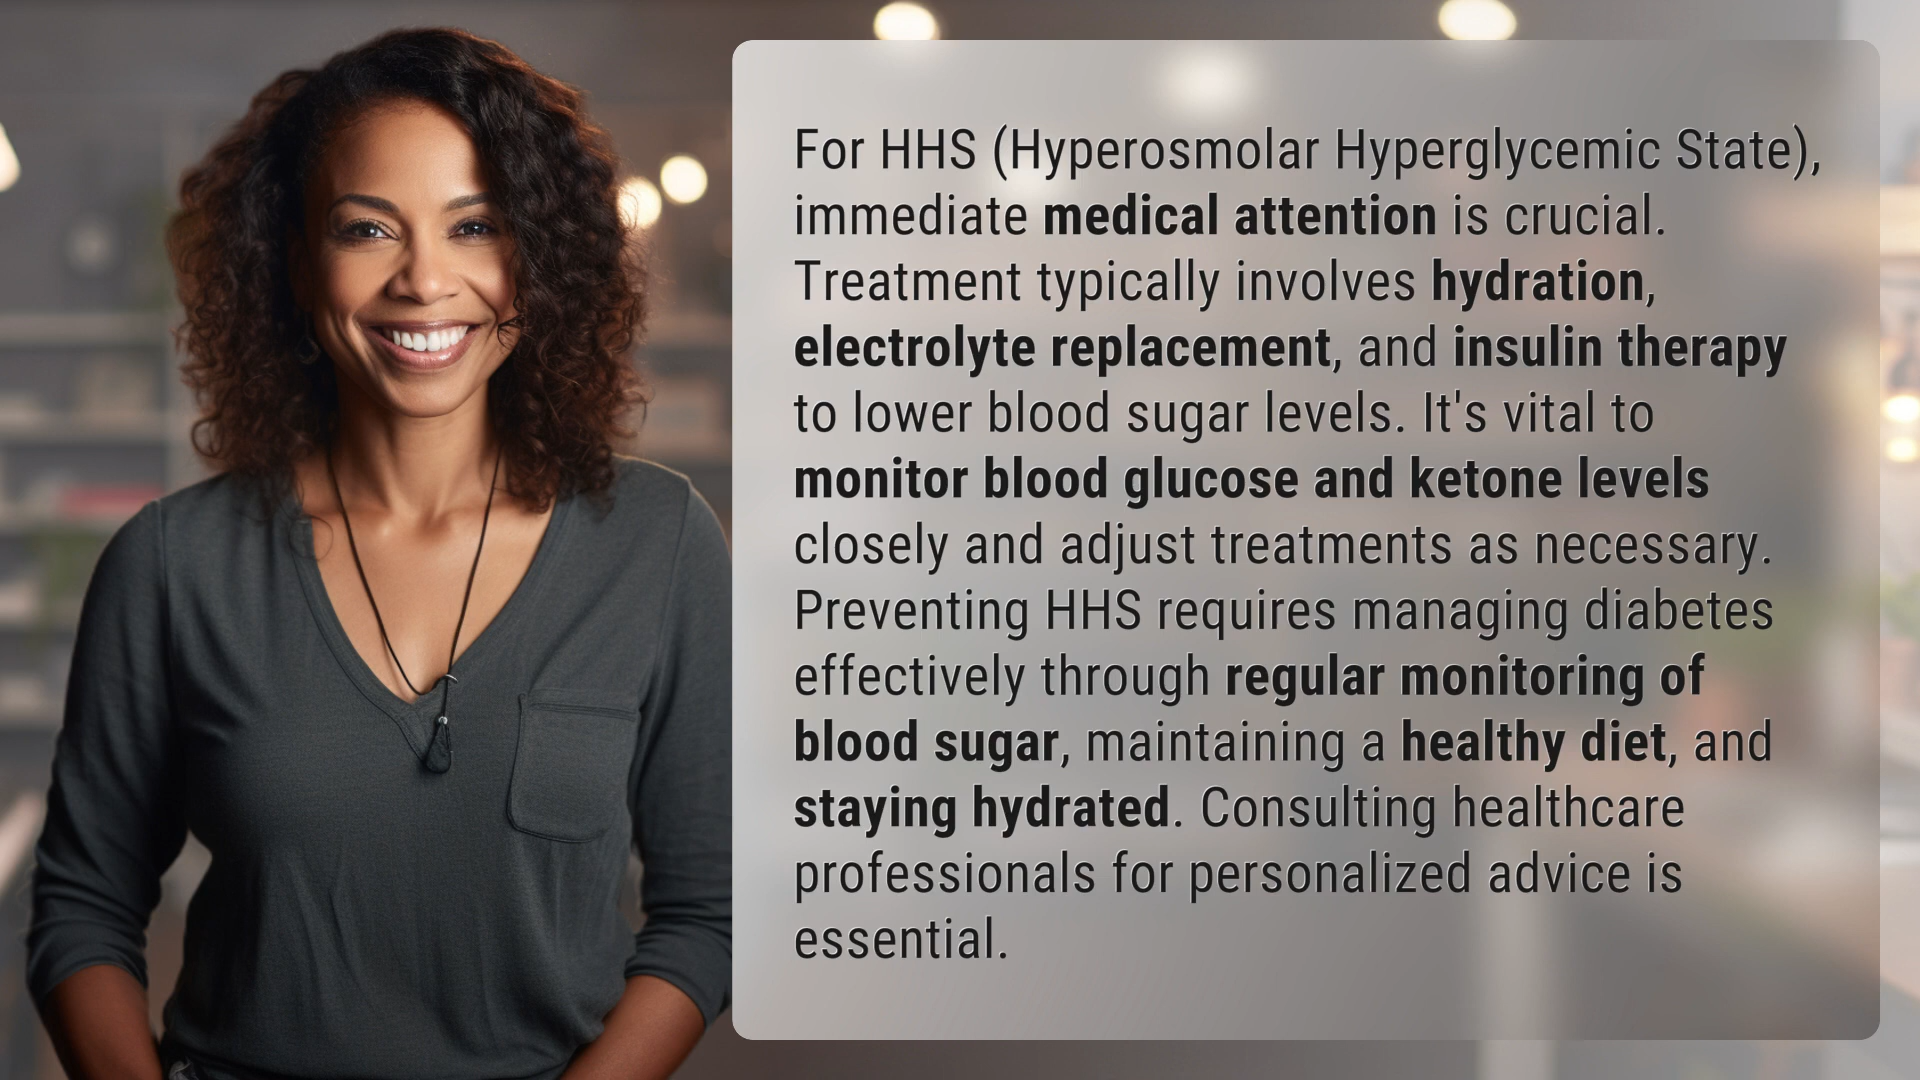 For HHS (Hyperosmolar Hyperglycemic State),
immediate medical attention is crucial.
Treatment typically involves hydration,
electrolyte replacement, and insulin therapy
to lower blood sugar levels. It's vital to
monitor blood glucose and ketone levels
closely and adjust treatments as necessary.
Preventing HHS requires managing diabetes
effectively through regular monitoring of
blood sugar, maintaining a healthy diet, and
staying hydrated. Consulting healthcare
professionals for personalized advice is
essential.